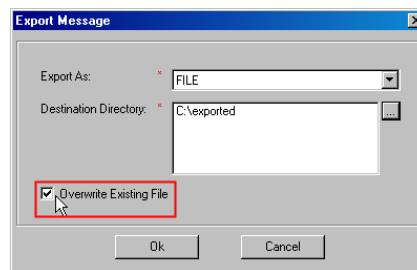 Export Message
Export As: * FILE
Destination Directory: * C:\exported
...
Overwrite Existing File
Ok Cancel